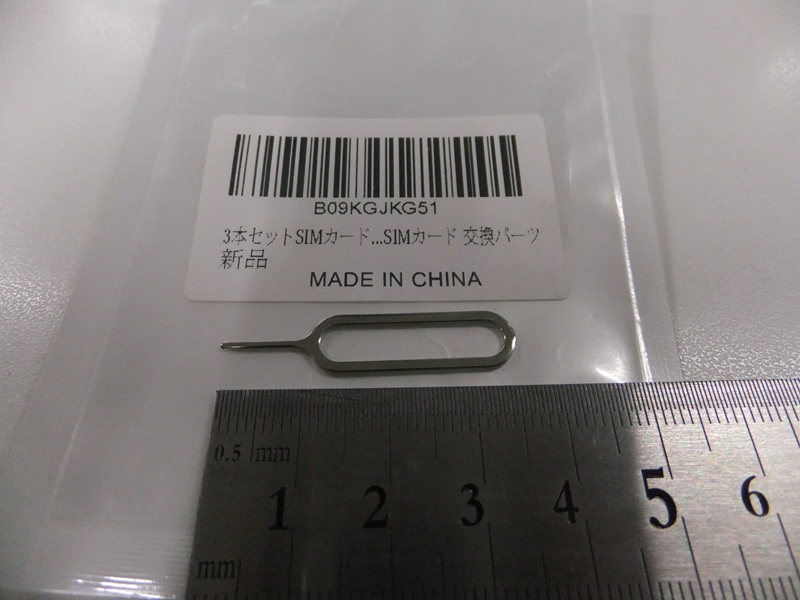 B09KGJKG51
3本セットSIMカード...SIMカード 交換パーツ
新品
MADE IN CHINA
0.5 mm
1 2 3 4 5 6
mm